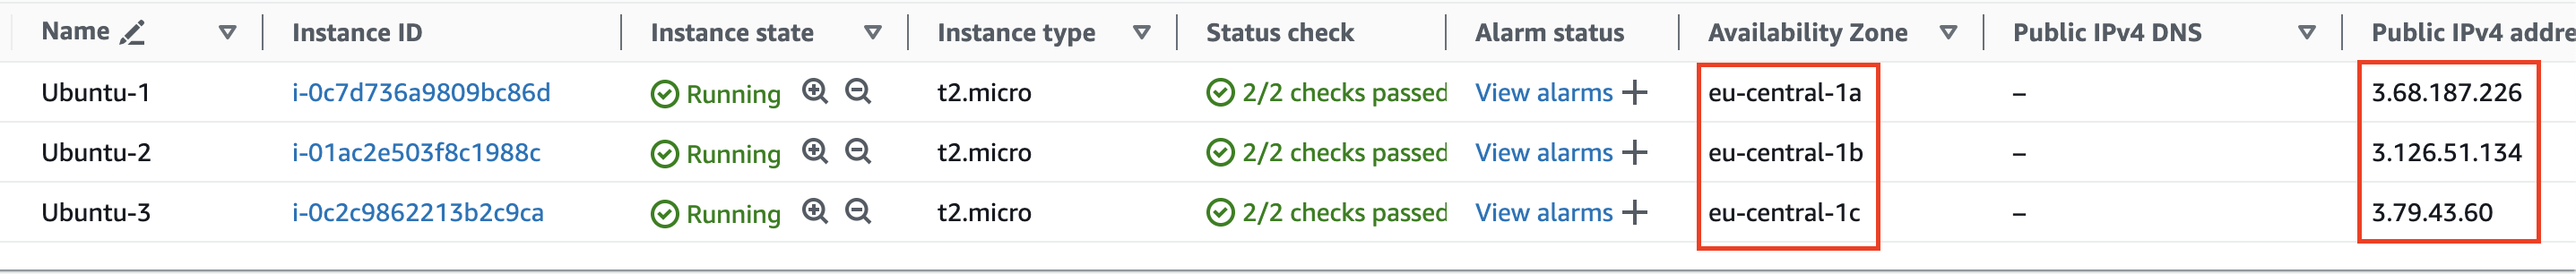 Name Instance ID Instance state Instance type Status check Alarm status Availability Zone Public IPv4 DNS Public IPv4 addre
Ubuntu-1 i-0c7d736a9809bc86d Running t2.micro 2/2 checks passed View alarms + eu-central-1a – 3.68.187.226
Ubuntu-2 i-01ac2e503f8c1988c Running t2.micro 2/2 checks passed View alarms + eu-central-1b – 3.126.51.134
Ubuntu-3 i-0c2c9862213b2c9ca Running t2.micro 2/2 checks passed View alarms + eu-central-1c – 3.79.43.60